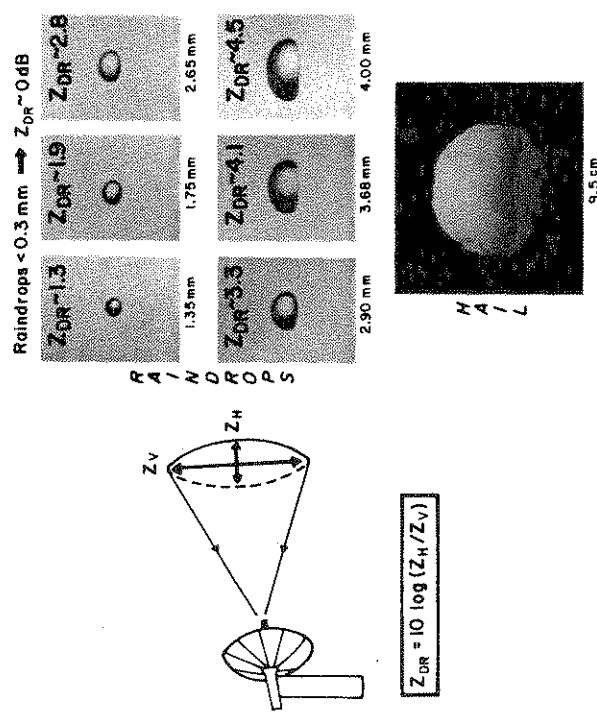 Raindrops < 0.3 mm ➡ Z_DR ~ 0 dB
Z_DR~1.3
Z_DR~1.9
Z_DR~2.8
1.35 mm
1.75 mm
2.65 mm
Z_DR~3.3
Z_DR~4.1
Z_DR~4.5
2.90 mm
3.68 mm
4.00 mm
RAINDROPS
HAIL
9.5 cm
Z_V
Z_H
Z_DR = 10 log (Z_H/Z_V)